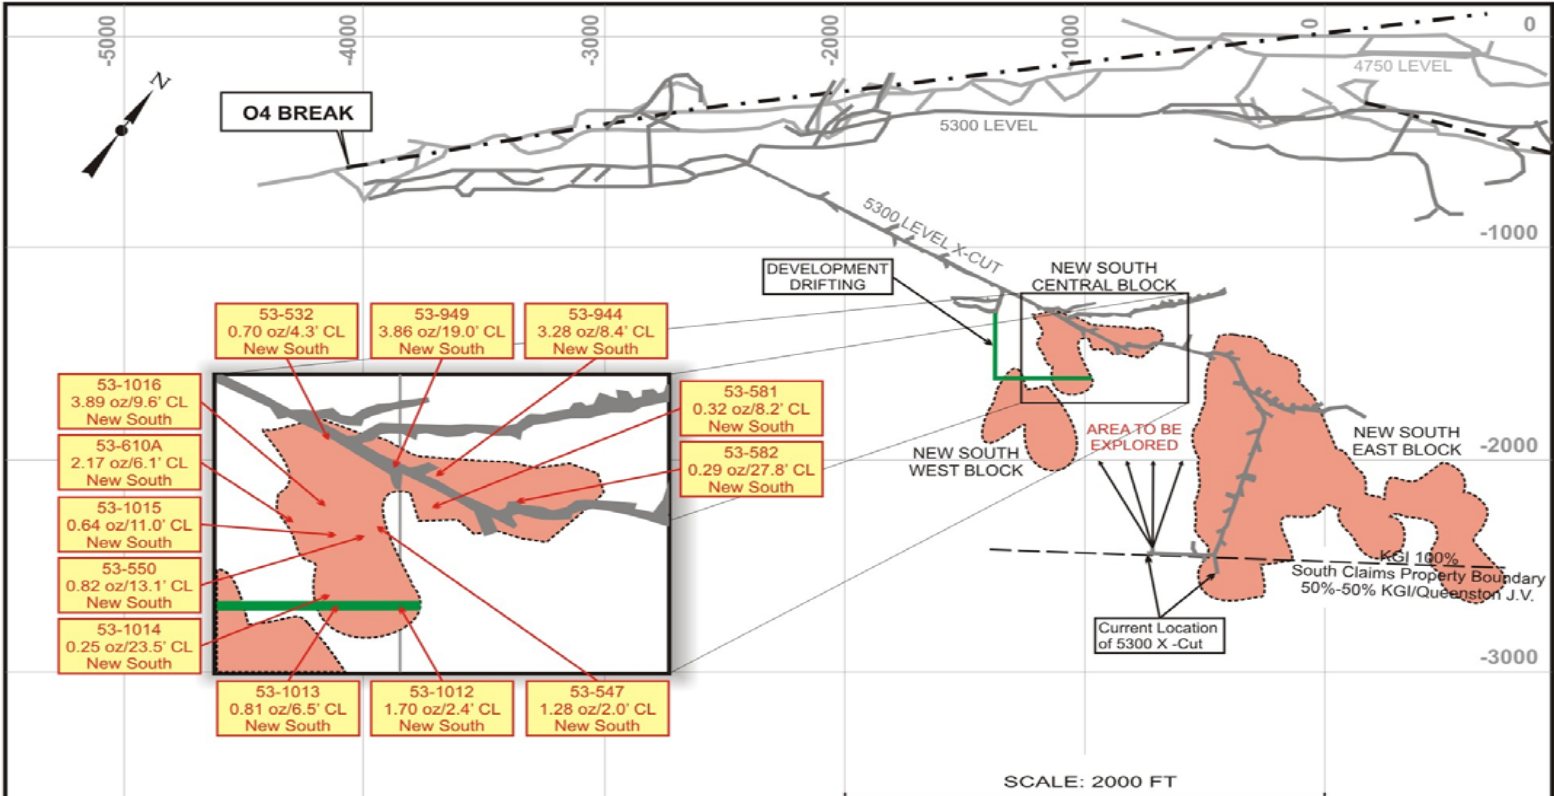 -5000
-4000
-3000
-2000
-1000
0
0
N
O4 BREAK
4750 LEVEL
5300 LEVEL
5300 LEVEL X-CUT
-1000
DEVELOPMENT
DRIFTING
NEW SOUTH
CENTRAL BLOCK
53-532
0.70 oz/4.3' CL
New South
53-949
3.86 oz/19.0' CL
New South
53-944
3.28 oz/8.4' CL
New South
53-1016
3.89 oz/9.6' CL
New South
53-610A
2.17 oz/6.1' CL
New South
53-1015
0.64 oz/11.0' CL
New South
53-550
0.82 oz/13.1' CL
New South
53-1014
0.25 oz/23.5' CL
New South
53-581
0.32 oz/8.2' CL
New South
53-582
0.29 oz/27.8' CL
New South
53-1013
0.81 oz/6.5' CL
New South
53-1012
1.70 oz/2.4' CL
New South
53-547
1.28 oz/2.0' CL
New South
NEW SOUTH
WEST BLOCK
AREA TO BE
EXPLORED
NEW SOUTH
EAST BLOCK
-2000
KGI 100%
South Claims Property Boundary
50%-50% KGI/Queenston J.V.
Current Location
of 5300 X -Cut
-3000
SCALE: 2000 FT